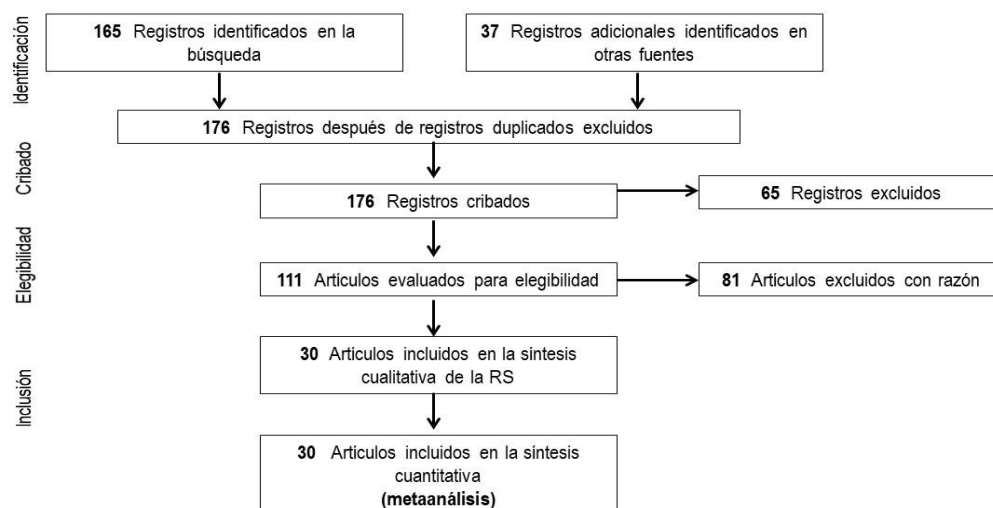 Identificación
165 Registros identificados en la
búsqueda
37 Registros adicionales identificados en
otras fuentes
176 Registros después de registros duplicados excluidos
Cribado
176 Registros cribados
65 Registros excluidos
Elegibilidad
111 Artículos evaluados para elegibilidad
81 Artículos excluidos con razón
Inclusión
30 Artículos incluidos en la síntesis
cualitativa de la RS
30 Artículos incluidos en la síntesis
cuantitativa
(metaanálisis)